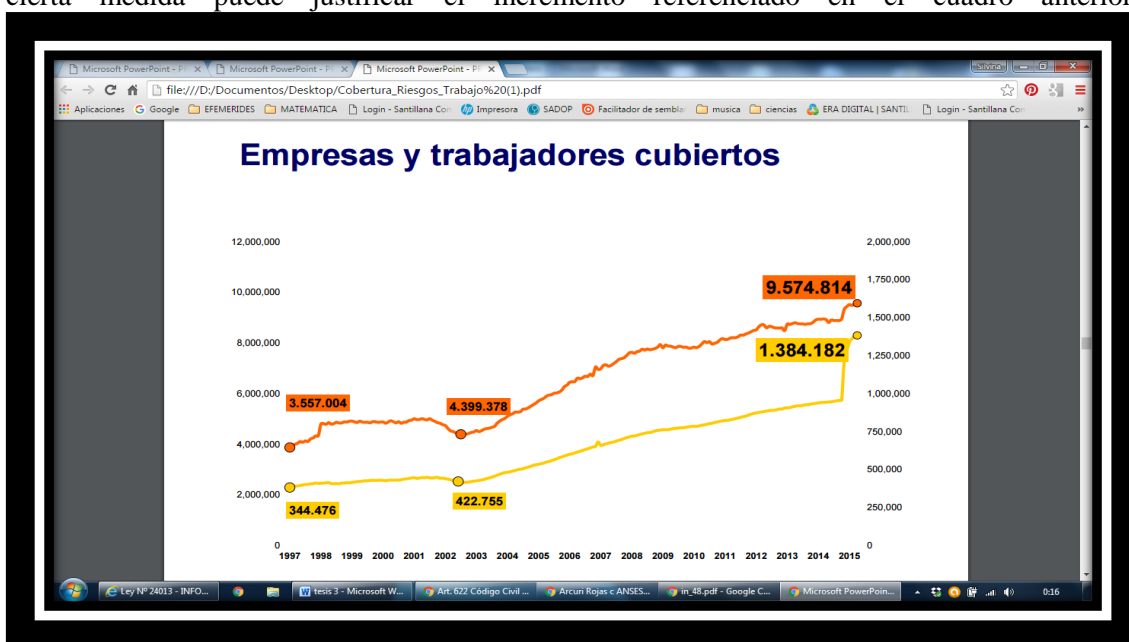 cierta medida puede justificar el incremento referenciado en el cuadro anterior
Microsoft PowerPoint - P
Microsoft PowerPoint - P
Microsoft PowerPoint - P
Silvina
file:///D:/Documentos/Desktop/Cobertura_Riesgos_Trabajo%20(1).pdf
Aplicaciones Google EFEMERIDES MATEMATICA Login - Santillana Co Impresora SADOP Facilitador de sembla musica ciencias ERA DIGITAL | SANTIL Login - Santillana Co
Empresas y trabajadores cubiertos
12,000,000
10,000,000
8,000,000
6,000,000
4,000,000
2,000,000
0
2,000,000
1,750,000
1,500,000
1,250,000
1,000,000
750,000
500,000
250,000
0
9.574.814
1.384.182
3.557.004
4.399.378
344.476
422.755
1997 1998 1999 2000 2001 2002 2003 2004 2005 2006 2007 2008 2009 2010 2011 2012 2013 2014 2015
Ley Nº 24013 - INFO... tesis 3 - Microsoft W... Art. 622 Código Civil ... Arcuri Rojas c ANSES... in_48.pdf - Google C... Microsoft PowerPoin... 0:16